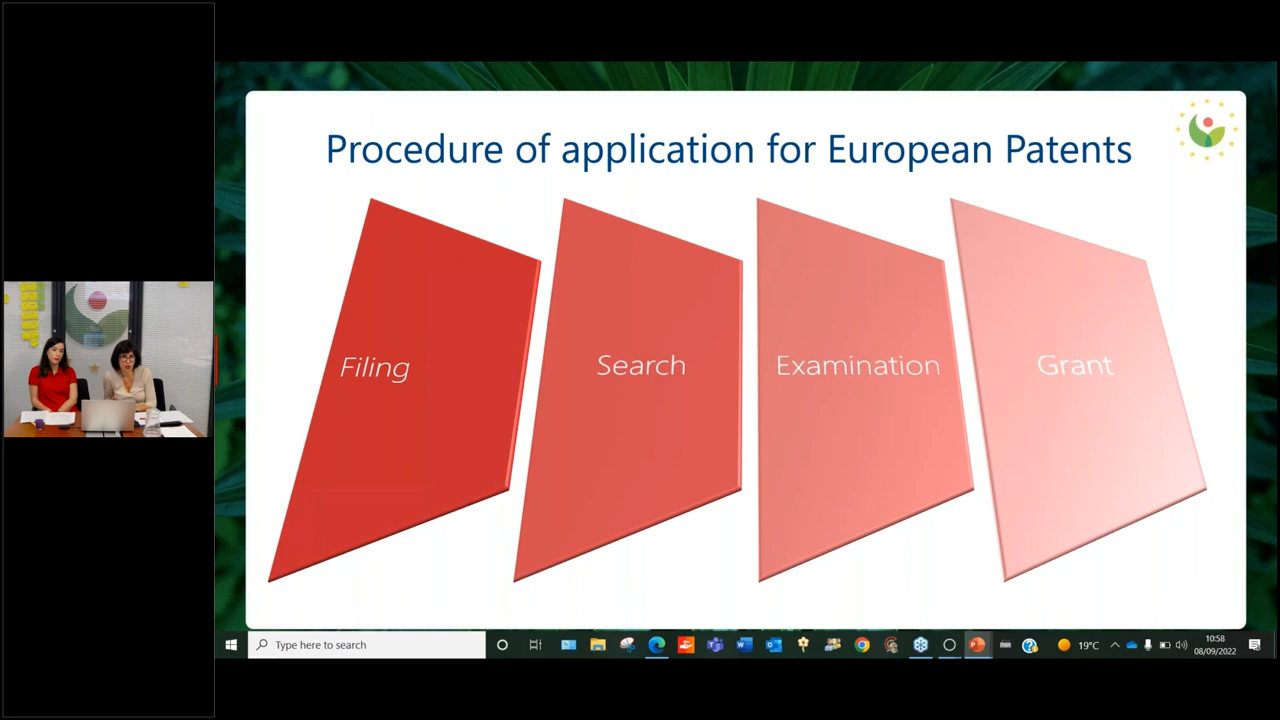 Procedure of application for European Patents
Filing
Search
Examination
Grant
Type here to search
19°C
10:58
08/09/2022